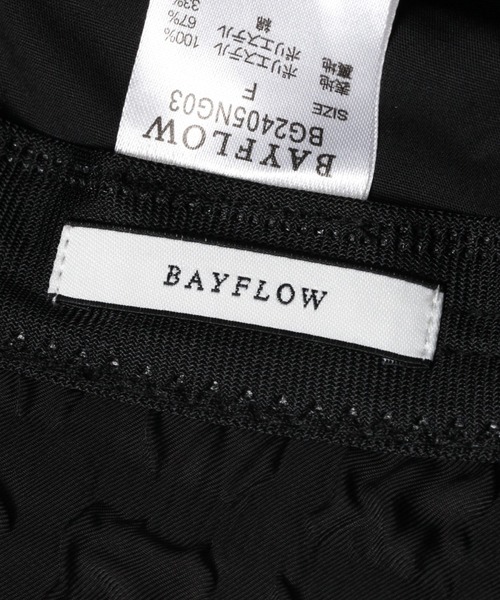 BAYFLOW
BG2405NG03
SIZE F
表地 ポリエステル 100%
裏地 ポリエステル 67%
綿 33%
BAYFLOW